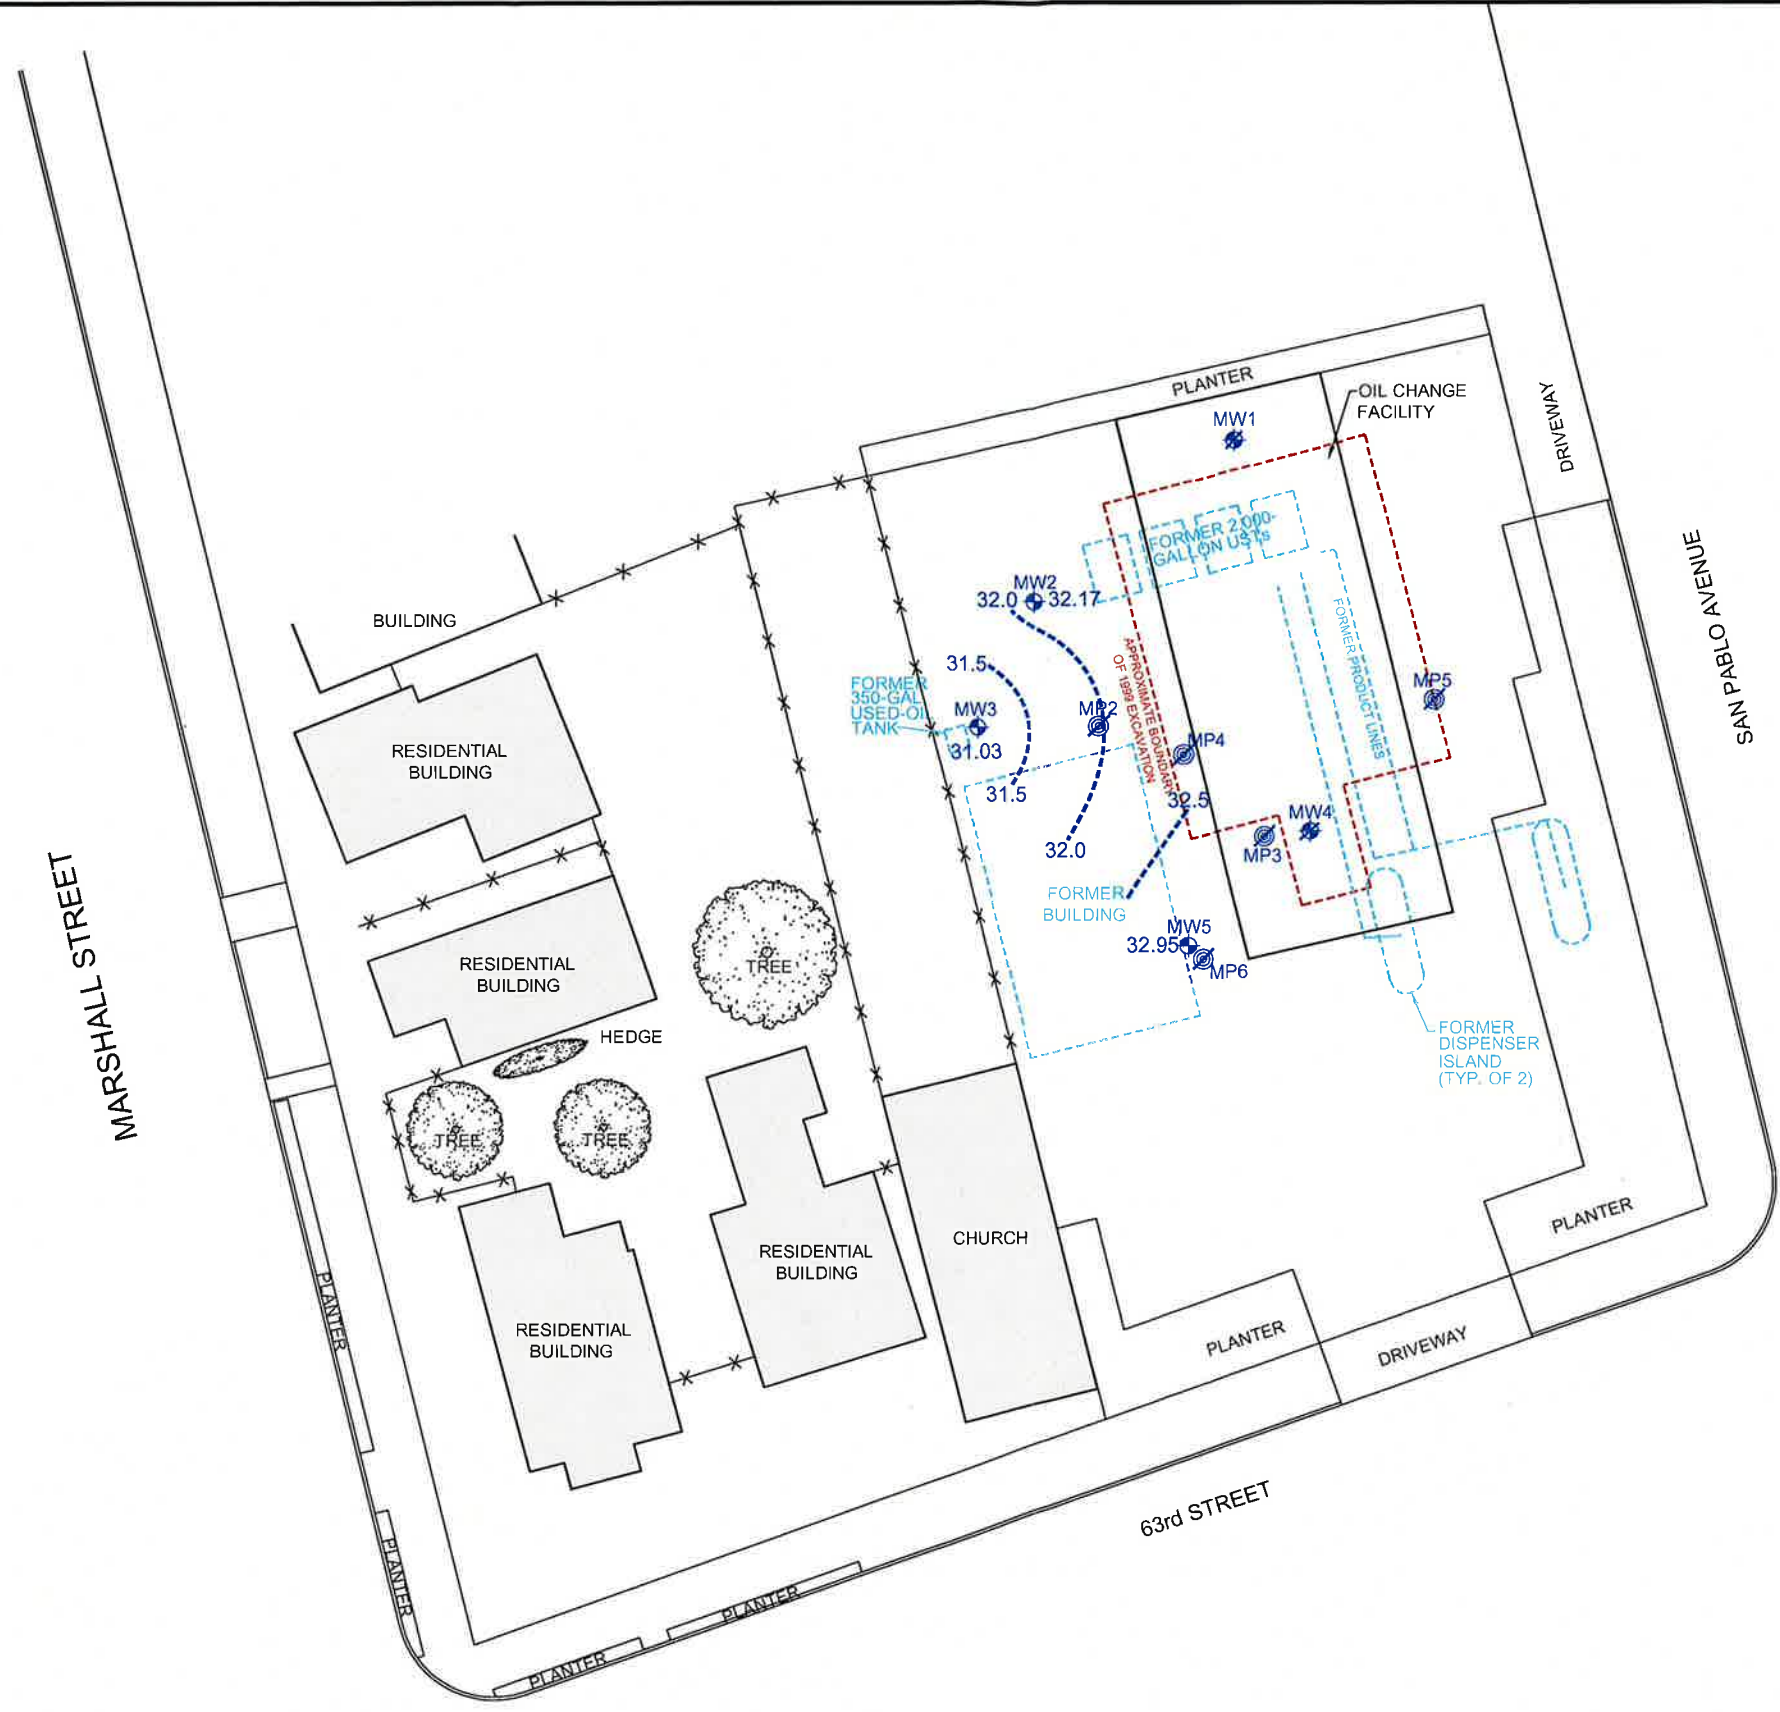 PLANTER
OIL CHANGE
FACILITY
DRIVEWAY
MW1
FORMER 2,000-
GALLON USTs
MW2
32.0
32.17
SAN PABLO AVENUE
BUILDING
APPROXIMATE BOUNDARY
OF 1999 EXCAVATION
FORMER PRODUCT LINES
31.5
FORMER
350-GAL
USED-OIL
TANK
MW3
31.03
MP2
MP5
MP4
RESIDENTIAL
BUILDING
31.5
32.5
MW4
MP3
32.0
FORMER
BUILDING
MARSHALL STREET
MW5
32.95
MP6
RESIDENTIAL
BUILDING
TREE
HEDGE
FORMER
DISPENSER
ISLAND
(TYP. OF 2)
TREE
TREE
PLANTER
CHURCH
RESIDENTIAL
BUILDING
PLANTER
RESIDENTIAL
BUILDING
PLANTER
DRIVEWAY
63rd STREET
PLANTER
PLANTER
PLANTER